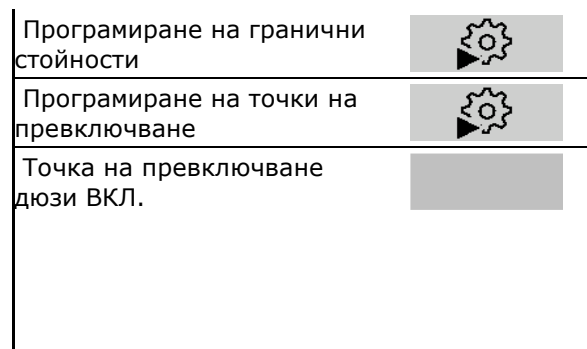 Програмиране на гранични
стойности
Програмиране на точки на
превключване
Точка на превключване
дюзи ВКЛ.